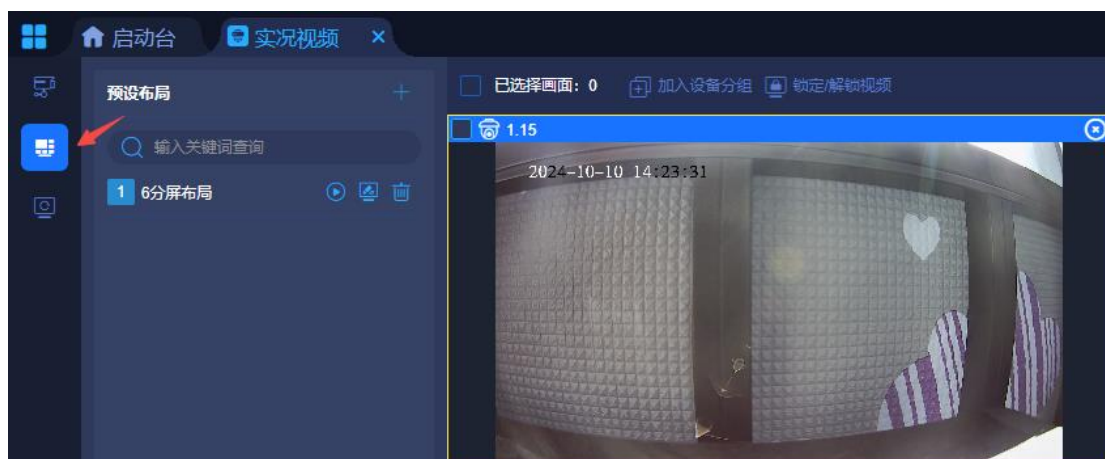 启动台 实况视频
预设布局
已选择画面：0 加入设备分组 锁定/解锁视频
输入关键词查询
1.15
1 6分屏布局
2024-10-10 14:23:31